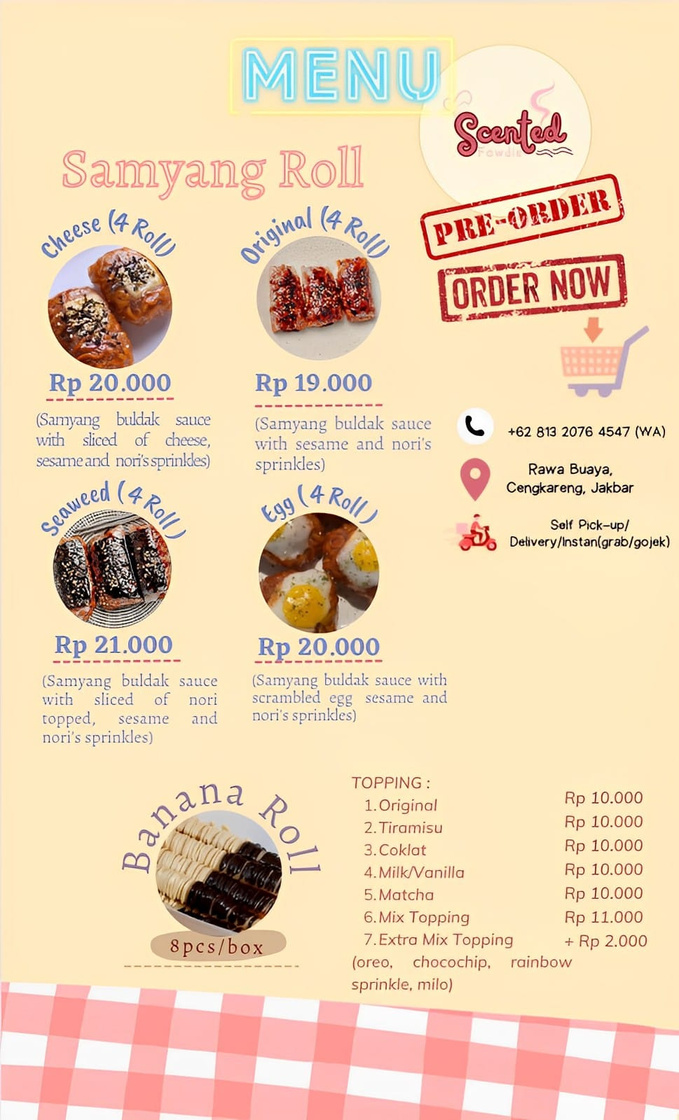 MENU
Scented
Fowdie
Samyang Roll
PRE-ORDER
ORDER NOW
Cheese (4 Roll)
Rp 20.000
(Samyang buldak sauce
with sliced of cheese,
sesame and nori's sprinkles)
Original (4 Roll)
Rp 19.000
(Samyang buldak sauce
with sesame and nori's
sprinkles)
+62 813 2076 4547 (WA)
Rawa Buaya,
Cengkareng, Jakbar
Self Pick-up/
Delivery/Instan(grab/gojek)
Seaweed (4 Roll)
Rp 21.000
(Samyang buldak sauce
with sliced of nori
topped, sesame and
nori's sprinkles)
Egg (4 Roll)
Rp 20.000
(Samyang buldak sauce with
scrambled egg sesame and
nori's sprinkles)
Banana Roll
8pcs/box
TOPPING :
1. Original Rp 10.000
2. Tiramisu Rp 10.000
3. Coklat Rp 10.000
4. Milk/Vanilla Rp 10.000
5. Matcha Rp 10.000
6. Mix Topping Rp 11.000
7. Extra Mix Topping + Rp 2.000
(oreo, chocochip, rainbow
sprinkle, milo)